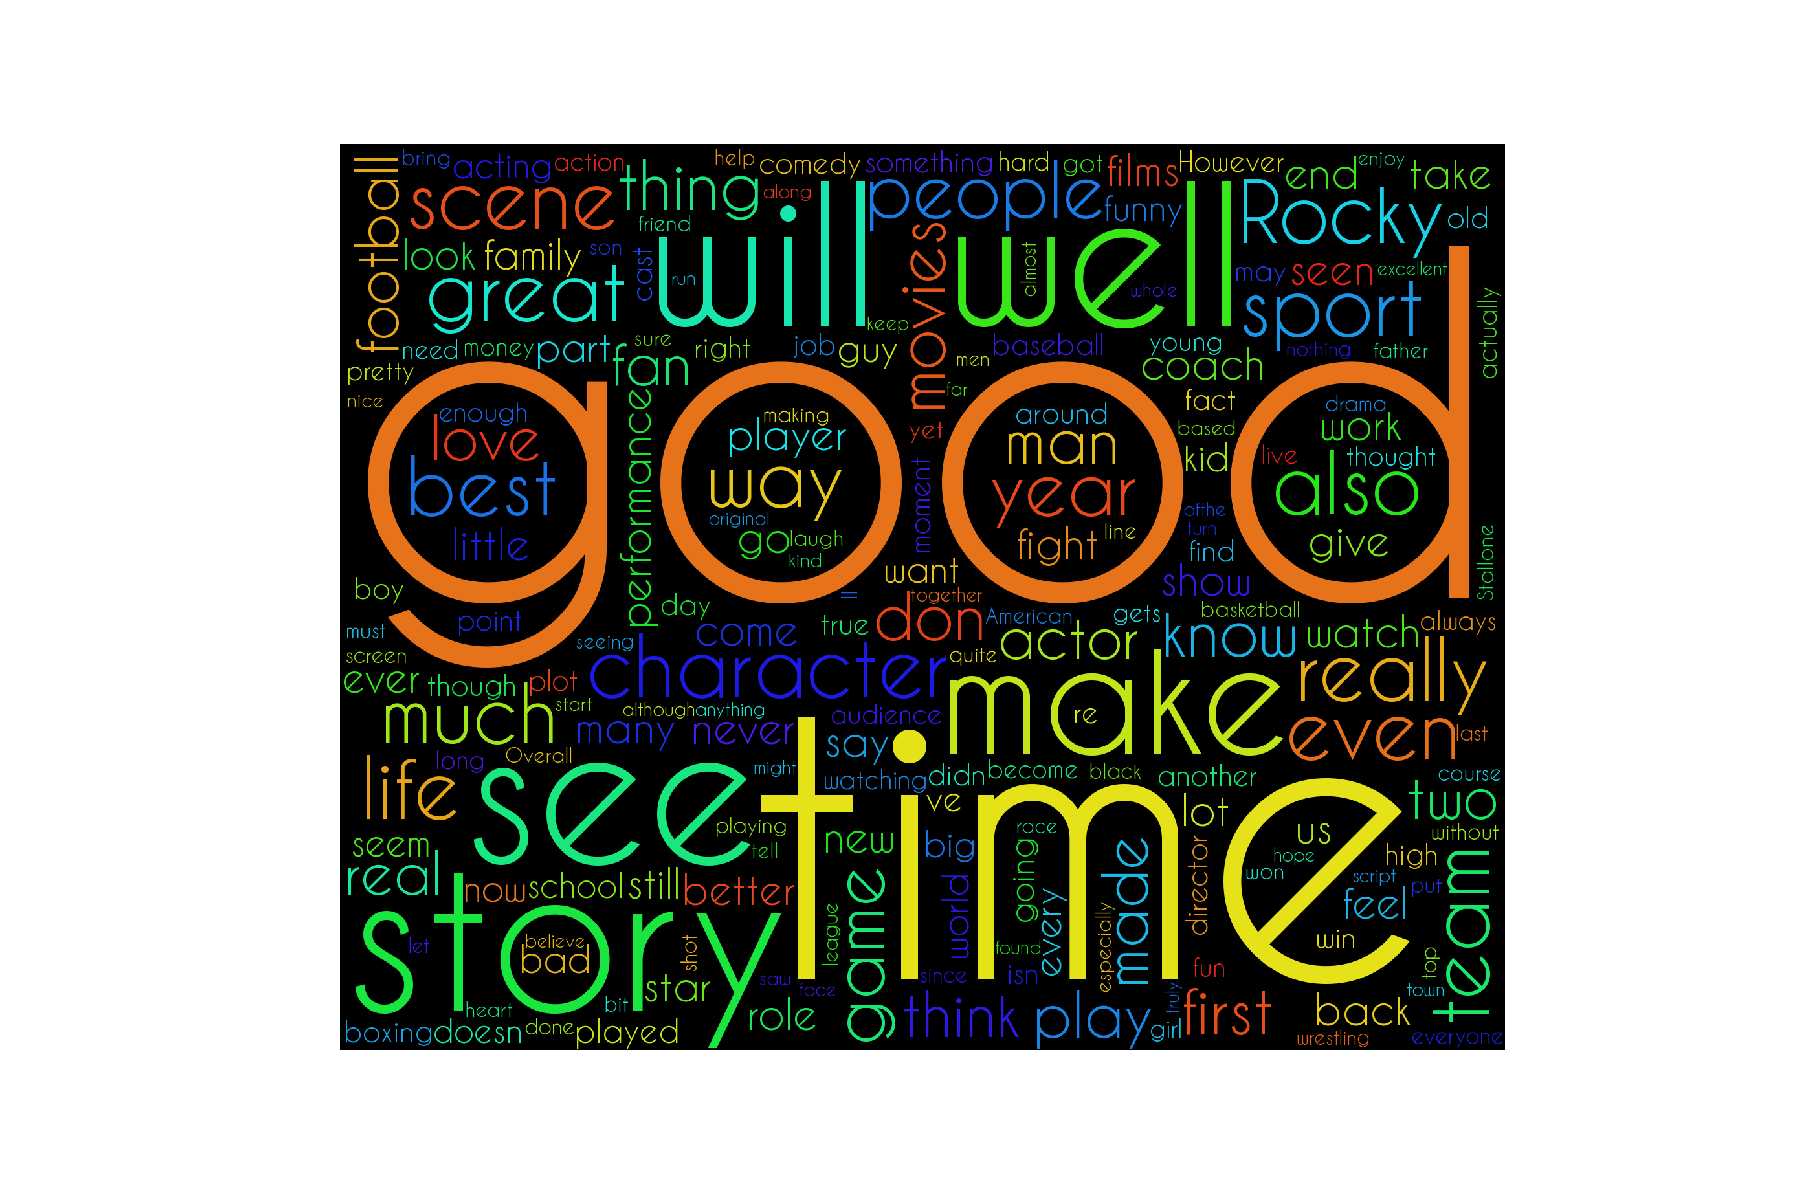 bring acting action help comedy something hard got films However end enjoy take
football scene thing along will people funny well Rocky old
friend look family son cast run great movies almost may seen excellent
whole sport actually keep
need money part sure right job guy men baseball young nothing father
pretty fan coach
nice far
good
enough love best little
making player way original go laugh kind
around man year fight line
drama work live thought also give
performance yet moment fact based kid ofthe turn find
Stallone
boy want show
= together
must point day true don American gets basketball always
seeing come actor know watch
screen character quite really
ever though plot make re
much start although anything audience even last
many never say
life long Overall might watching didn become black another course
see time ve lot two
playing new big race us without
seem tell going made director hope high
real now school still better won script put
story game world every feel team
let believe bad shot league found especially win top
star saw face since isn fun town
heart bit role think play truly girl first back
boxing doesn done played wrestling everyone